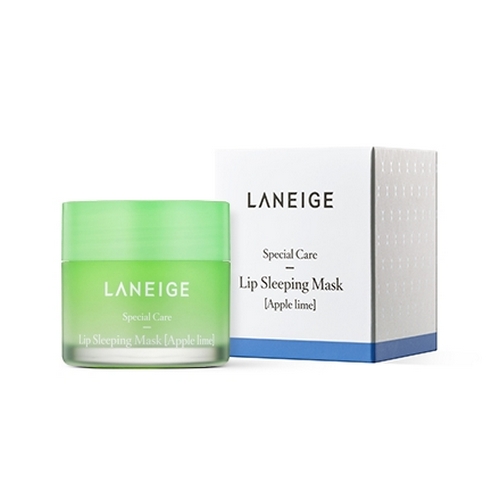 LANEIGE
Special Care
Lip Sleeping Mask [Apple lime]
LANEIGE
Special Care
Lip Sleeping Mask
[Apple lime]